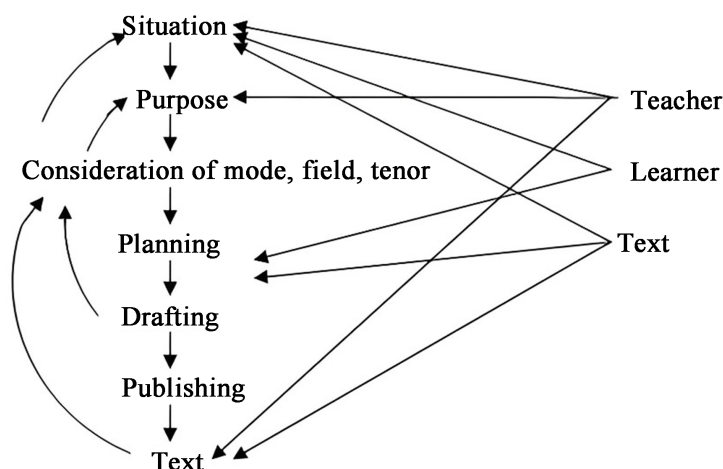 Situation
Purpose
Teacher
Consideration of mode, field, tenor
Learner
Planning
Text
Drafting
Publishing
Text